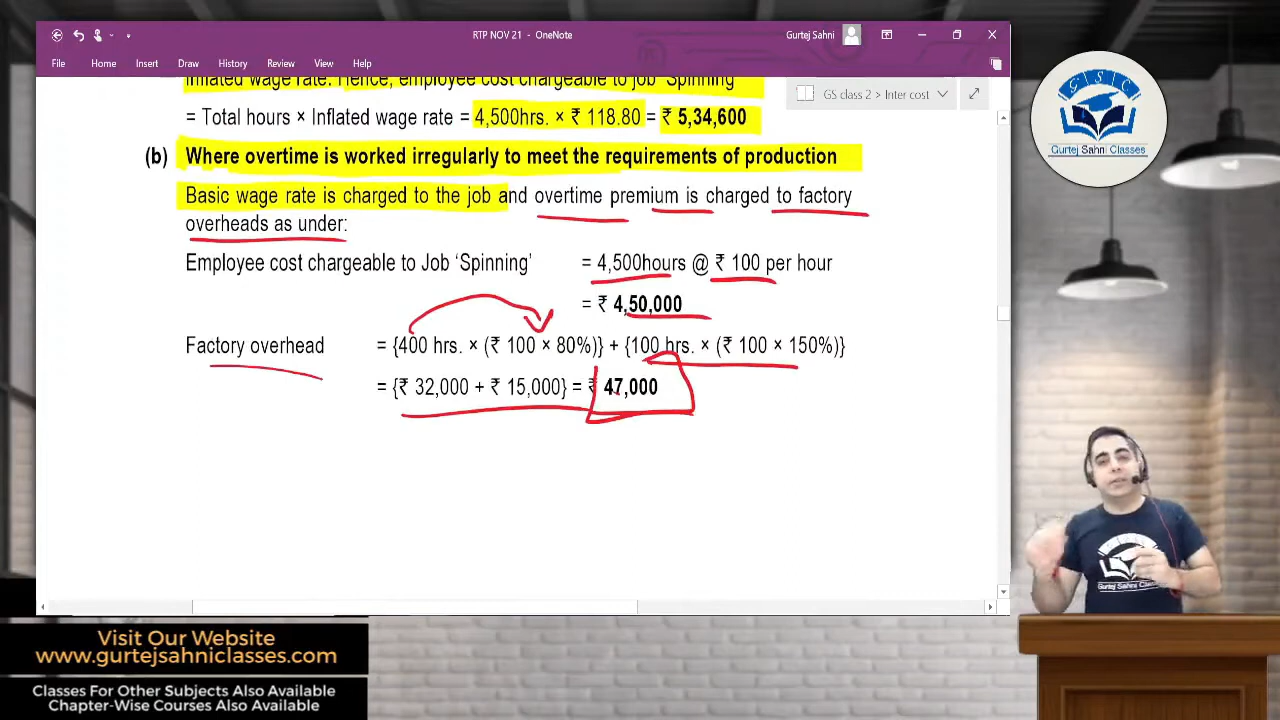 RTP NOV 21 - OneNote
Gurtej Sahni
File Home Insert Draw History Review View Help
GS class 2 > Inter cost
inflated wage rate. Hence, employee cost chargeable to job 'Spinning'
= Total hours × Inflated wage rate = 4,500hrs. × ₹ 118.80 = ₹ 5,34,600
(b) Where overtime is worked irregularly to meet the requirements of production
Basic wage rate is charged to the job and overtime premium is charged to factory
overheads as under:
Employee cost chargeable to Job 'Spinning' = 4,500hours @ ₹ 100 per hour
= ₹ 4,50,000
Factory overhead = {400 hrs. × (₹ 100 × 80%)} + {100 hrs. × (₹ 100 × 150%)}
= {₹ 32,000 + ₹ 15,000} = ₹ 47,000
GSC
Gurtej Sahni Classes
Gurtej Sahni Classes
Visit Our Website
www.gurtejsahniclasses.com
Classes For Other Subjects Also Available
Chapter-Wise Courses Also Available